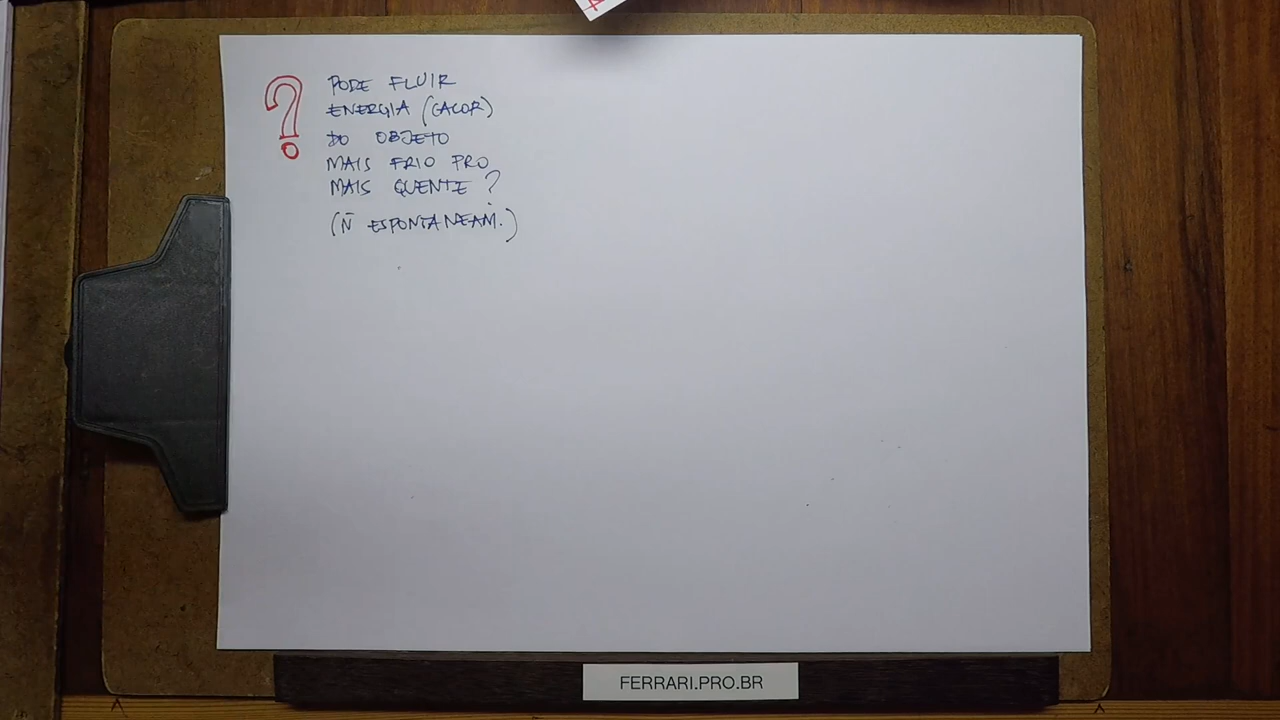 ?
PODE FLUIR
ENERGIA (CALOR)
DO OBJETO
MAIS FRIO PRO
MAIS QUENTE ?
(Ñ ESPONTANEAM.)
FERRARI.PRO.BR